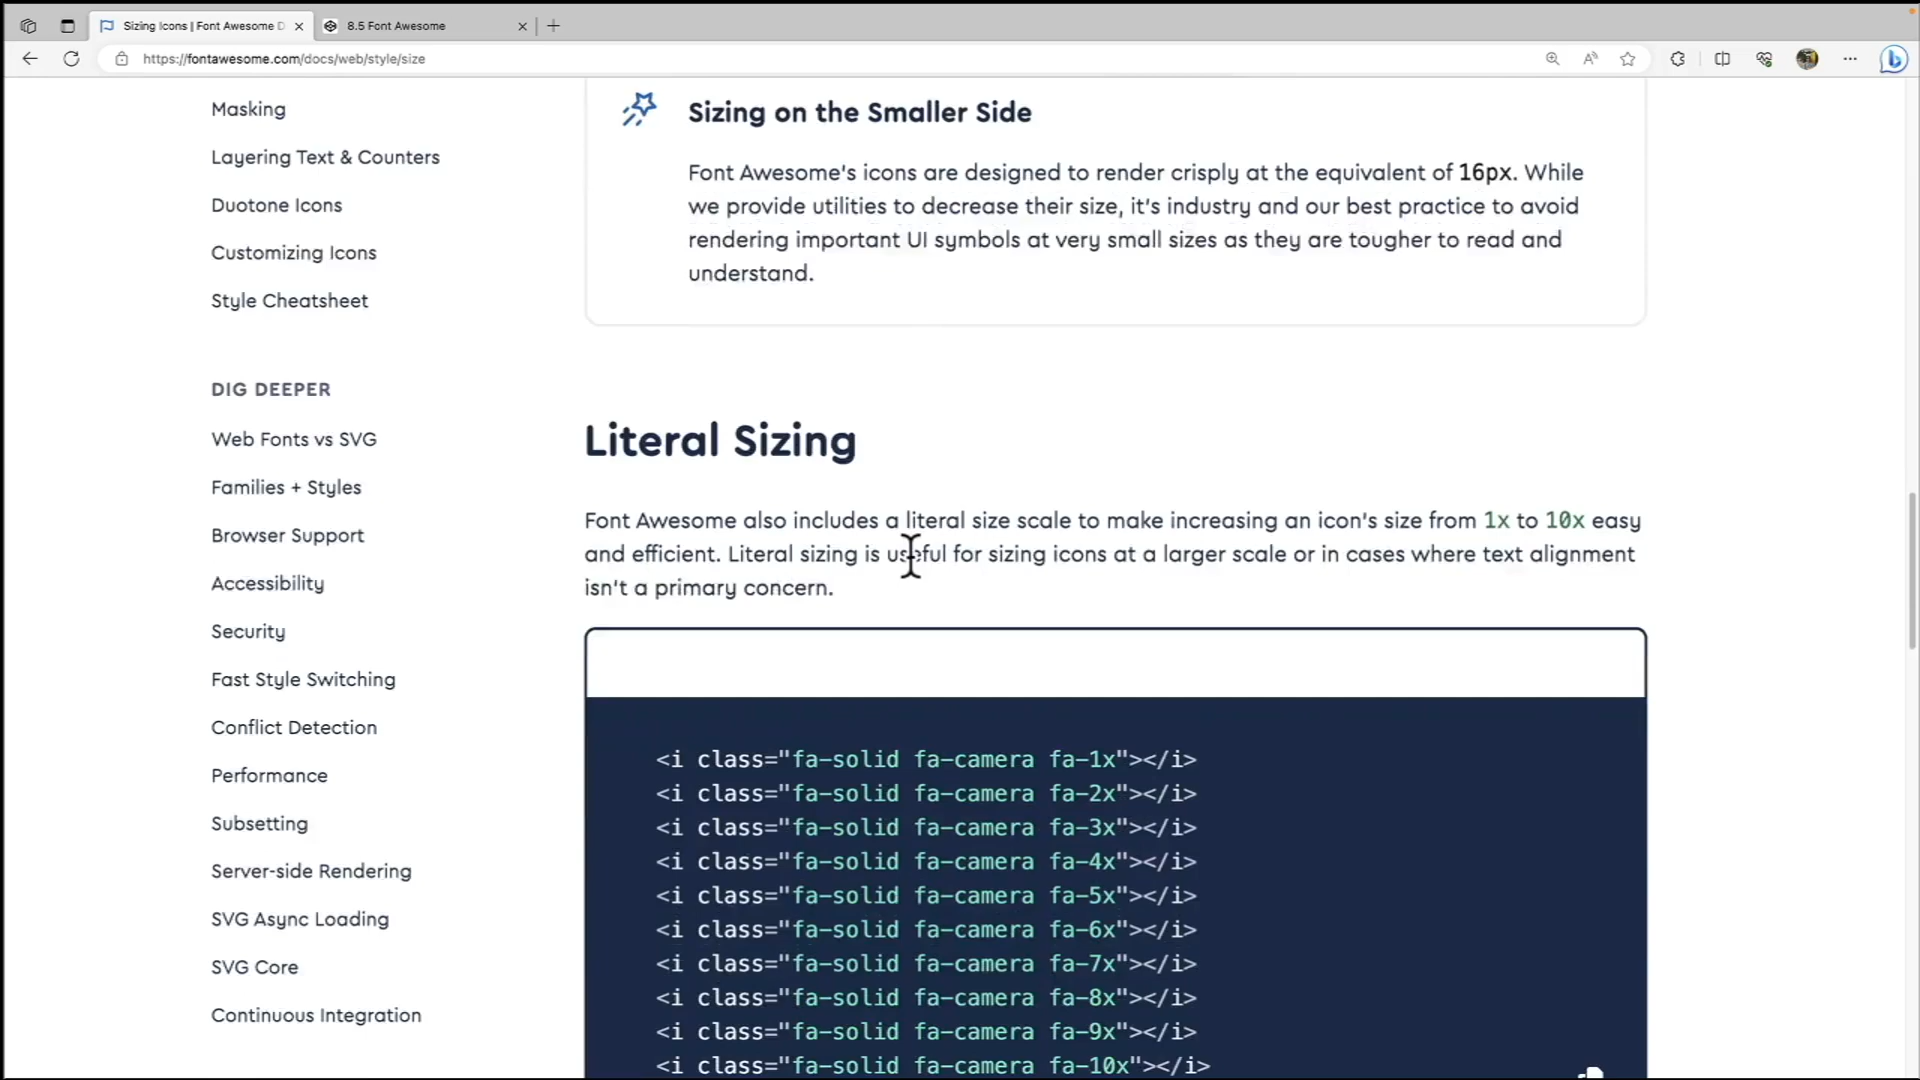 Sizing Icons | Font Awesome D
8.5 Font Awesome
https://fontawesome.com/docs/web/style/size
Masking
Layering Text & Counters
Duotone Icons
Customizing Icons
Style Cheatsheet
DIG DEEPER
Web Fonts vs SVG
Families + Styles
Browser Support
Accessibility
Security
Fast Style Switching
Conflict Detection
Performance
Subsetting
Server-side Rendering
SVG Async Loading
SVG Core
Continuous Integration
Sizing on the Smaller Side
Font Awesome's icons are designed to render crisply at the equivalent of 16px. While
we provide utilities to decrease their size, it's industry and our best practice to avoid
rendering important UI symbols at very small sizes as they are tougher to read and
understand.
Literal Sizing
Font Awesome also includes a literal size scale to make increasing an icon's size from 1x to 10x easy
and efficient. Literal sizing is useful for sizing icons at a larger scale or in cases where text alignment
isn't a primary concern.
<i class="fa-solid fa-camera fa-1x"></i>
<i class="fa-solid fa-camera fa-2x"></i>
<i class="fa-solid fa-camera fa-3x"></i>
<i class="fa-solid fa-camera fa-4x"></i>
<i class="fa-solid fa-camera fa-5x"></i>
<i class="fa-solid fa-camera fa-6x"></i>
<i class="fa-solid fa-camera fa-7x"></i>
<i class="fa-solid fa-camera fa-8x"></i>
<i class="fa-solid fa-camera fa-9x"></i>
<i class="fa-solid fa-camera fa-10x"></i>